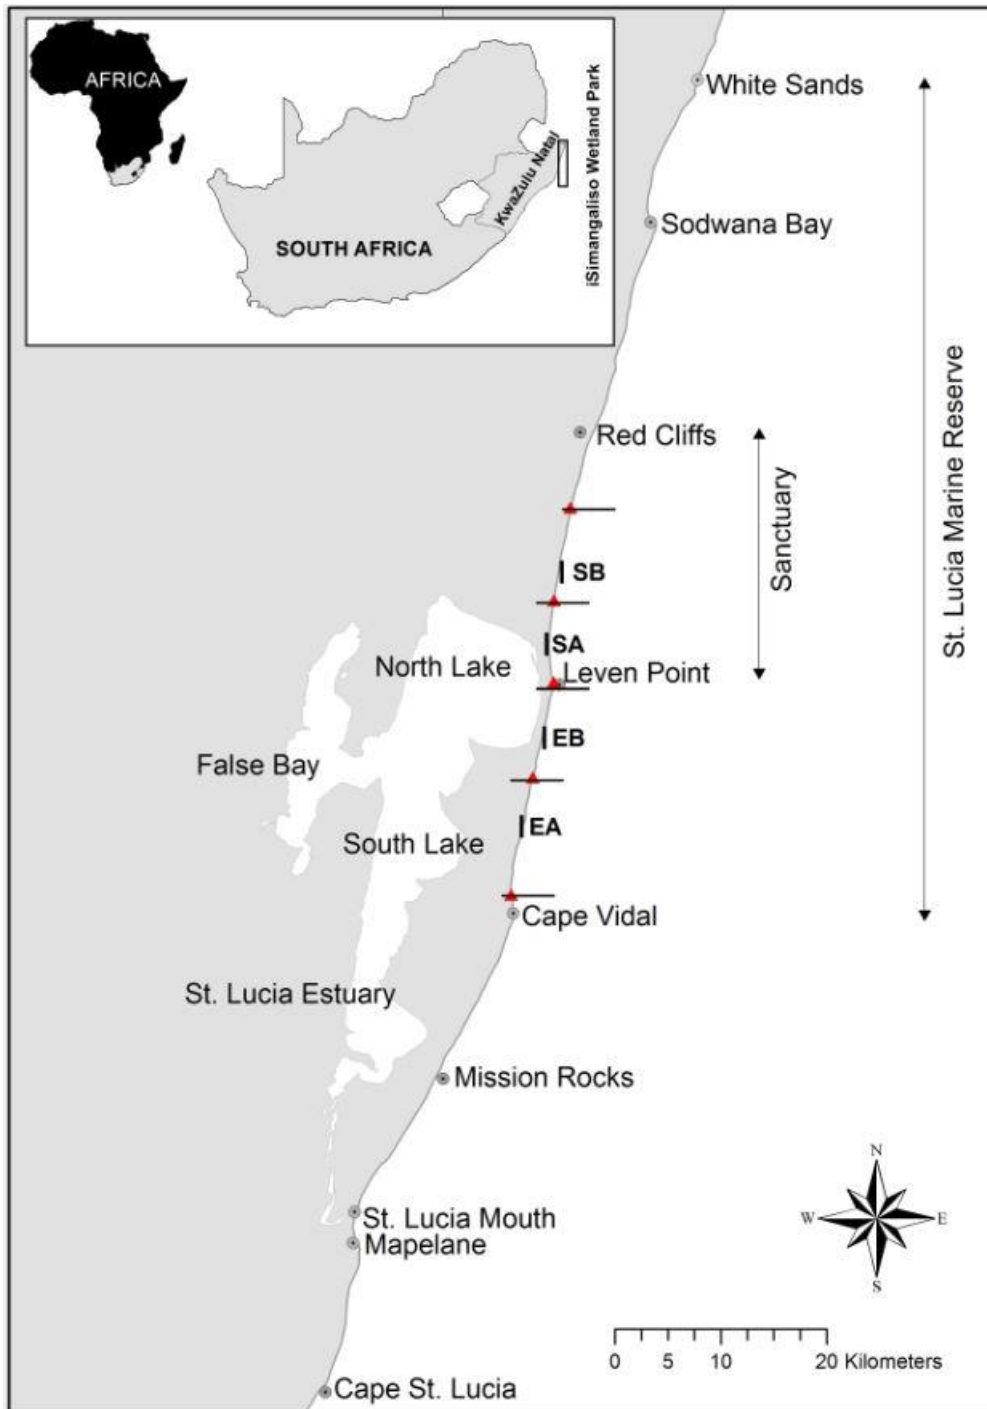 AFRICA
SOUTH AFRICA
KwaZulu Natal
iSimangaliso Wetland Park
White Sands
Sodwana Bay
Red Cliffs
SB
SA
North Lake
Leven Point
EB
False Bay
EA
South Lake
Cape Vidal
St. Lucia Estuary
Mission Rocks
St. Lucia Mouth
Mapelane
Cape St. Lucia
Sanctuary
St. Lucia Marine Reserve
N
W E
S
0 5 10 20 Kilometers